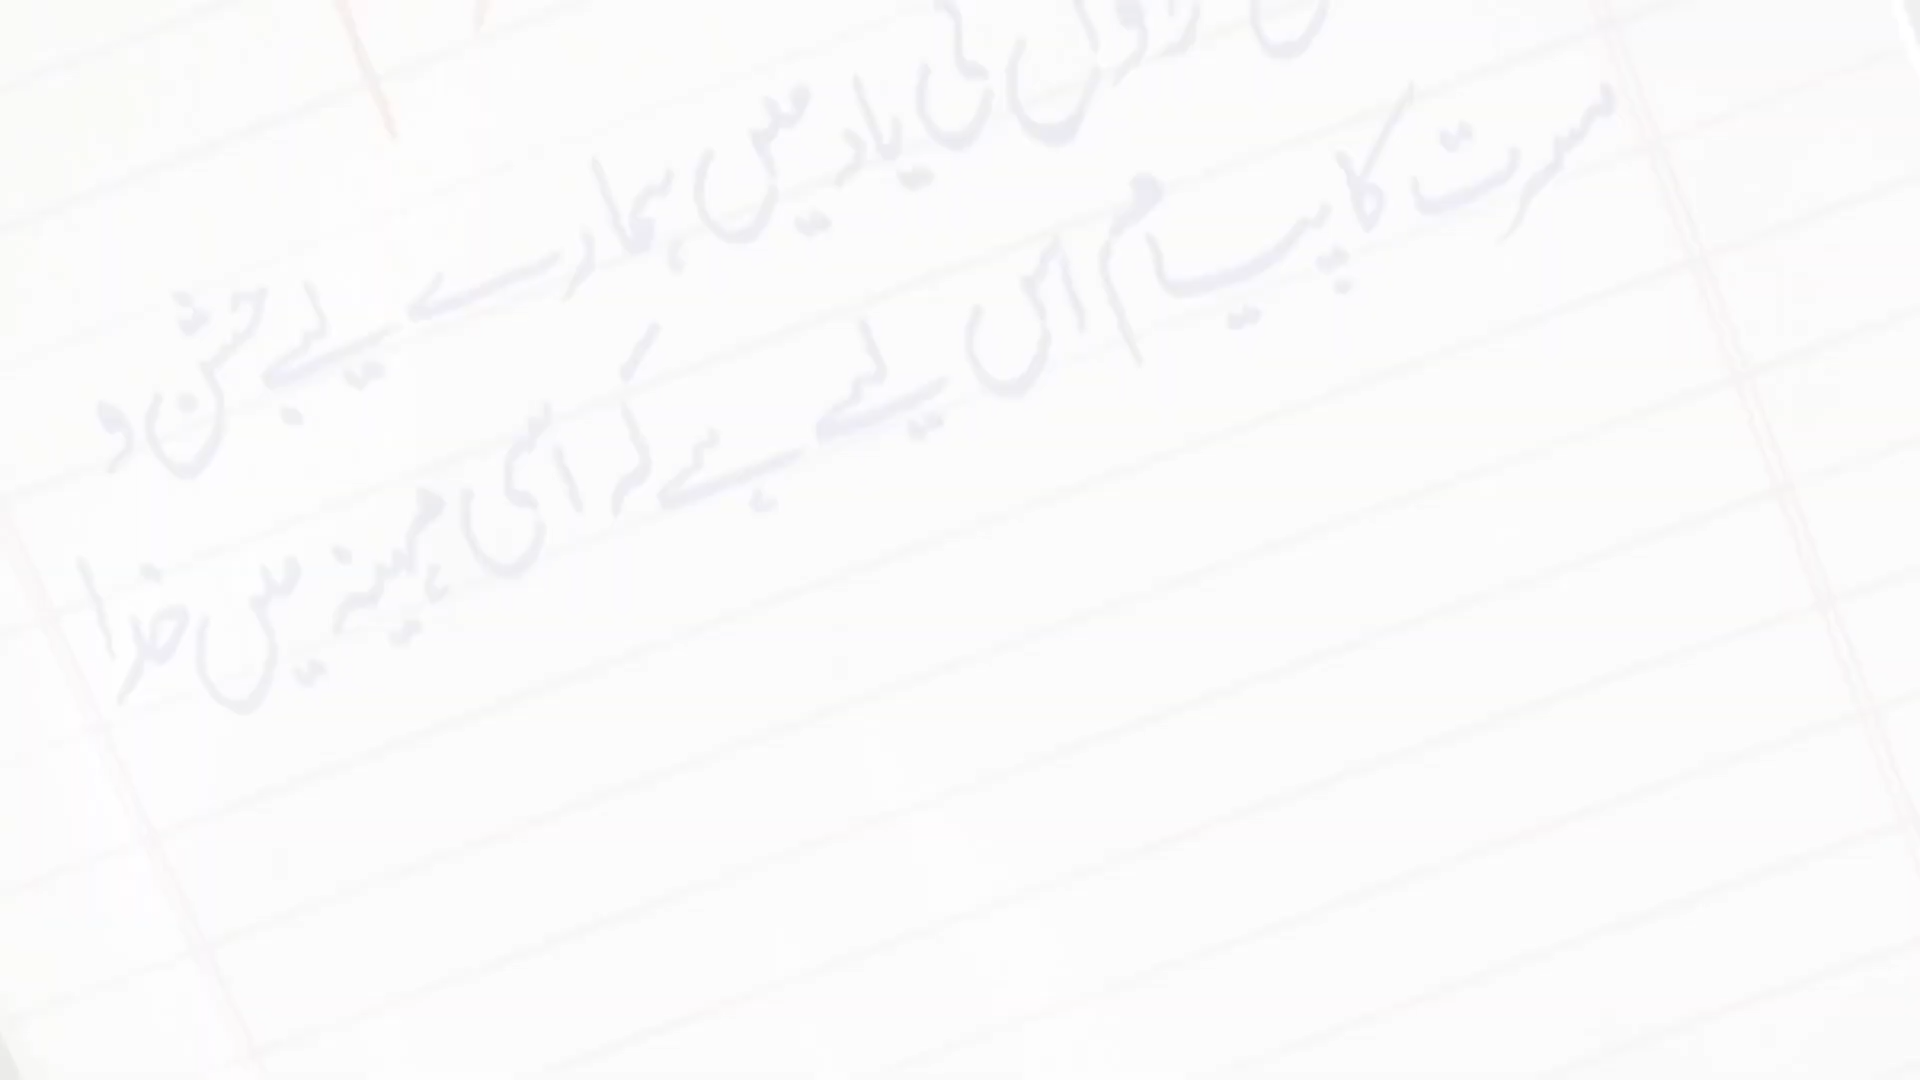 کی یاد میں ہمارے لیے جشن و
مسرت کا پیام اس لیے ہے کہ اسی مہینہ میں خدا